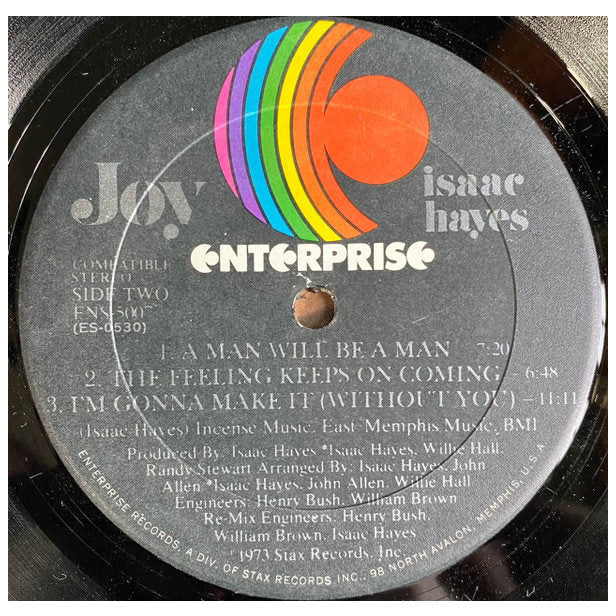 Joy
isaac
hayes
ENTERPRISE
COMPATIBLE
STEREO
SIDE TWO
ENS-5007
(ES-0530)
1. A MAN WILL BE A MAN 7:20
2. THE FEELING KEEPS ON COMING 6:48
3. I'M GONNA MAKE IT (WITHOUT YOU) – 11:11
(Isaac Hayes) Incense Music, East Memphis Music, BMI
Produced By: Isaac Hayes *Isaac Hayes, Willie Hall,
Randy Stewart Arranged By: Isaac Hayes, John
Allen *Isaac Hayes, John Allen, Willie Hall
Engineers: Henry Bush, William Brown
Re-Mix Engineers: Henry Bush,
William Brown, Isaac Hayes
©1973 Stax Records, Inc.
ENTERPRISE RECORDS, A DIV. OF STAX RECORDS INC., 98 NORTH AVALON, MEMPHIS, U.S.A.